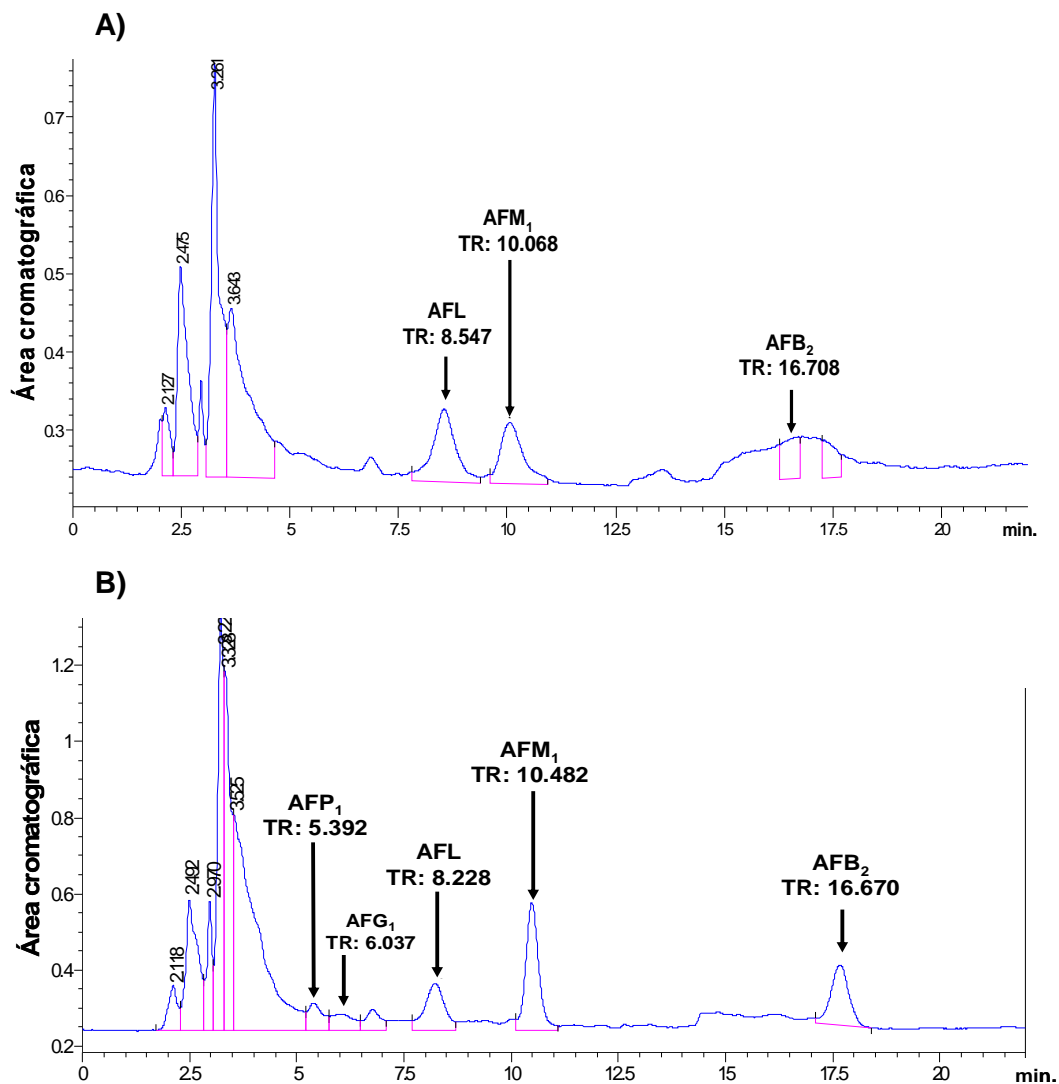 A)
Área cromatográfica
0.7
0.6
0.5
0.4
0.3
2.127
2.475
3.261
3.643
AFL
TR: 8.547
AFM₁
TR: 10.068
AFB₂
TR: 16.708
0 2.5 5 7.5 10 12.5 15 17.5 20 min.
B)
Área cromatográfica
1.2
1
0.8
0.6
0.4
0.2
2.118
2.492
2.970
3.328
3.525
AFP₁
TR: 5.392
AFG₁
TR: 6.037
AFL
TR: 8.228
AFM₁
TR: 10.482
AFB₂
TR: 16.670
0 2.5 5 7.5 10 12.5 15 17.5 20 min.